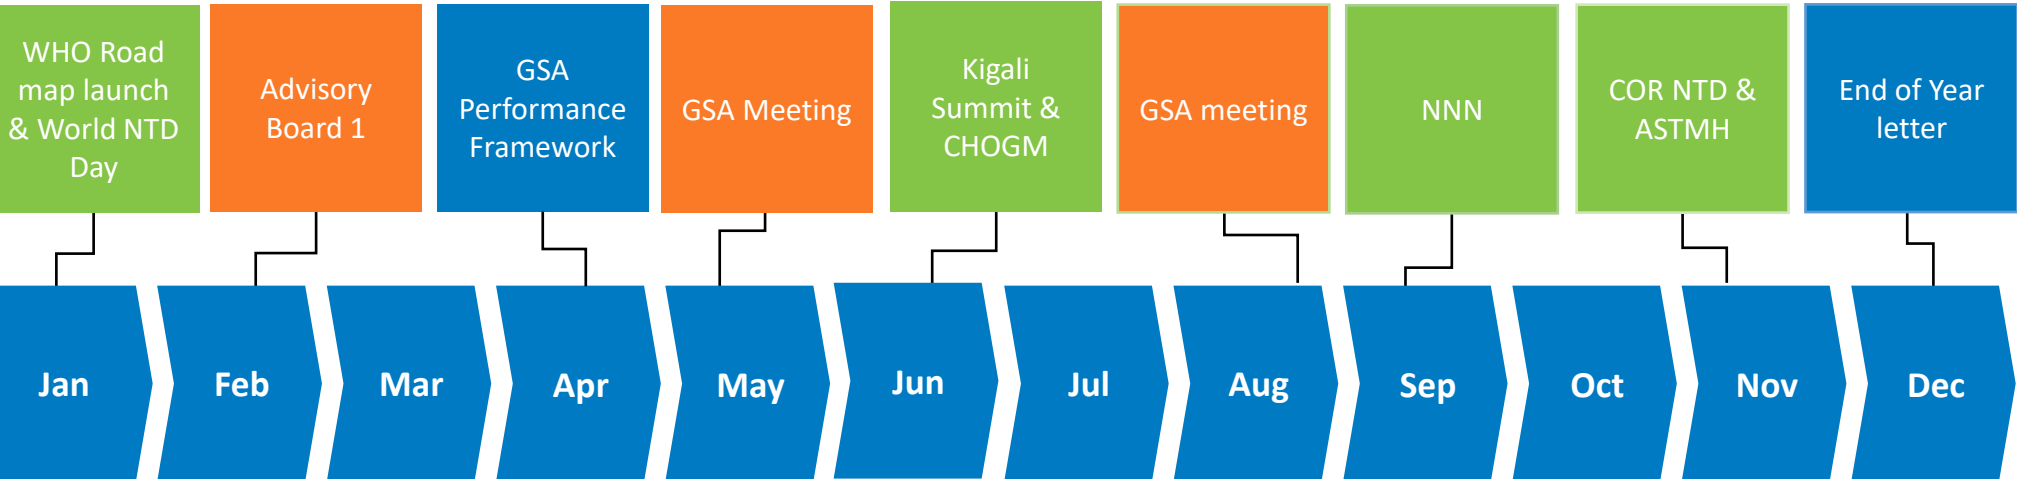 WHO Road
map launch
& World NTD
Day
Advisory
Board 1
GSA
Performance
Framework
GSA Meeting
Kigali
Summit &
CHOGM
GSA meeting
NNN
COR NTD &
ASTMH
End of Year
letter
Jan
Feb
Mar
Apr
May
Jun
Jul
Aug
Sep
Oct
Nov
Dec